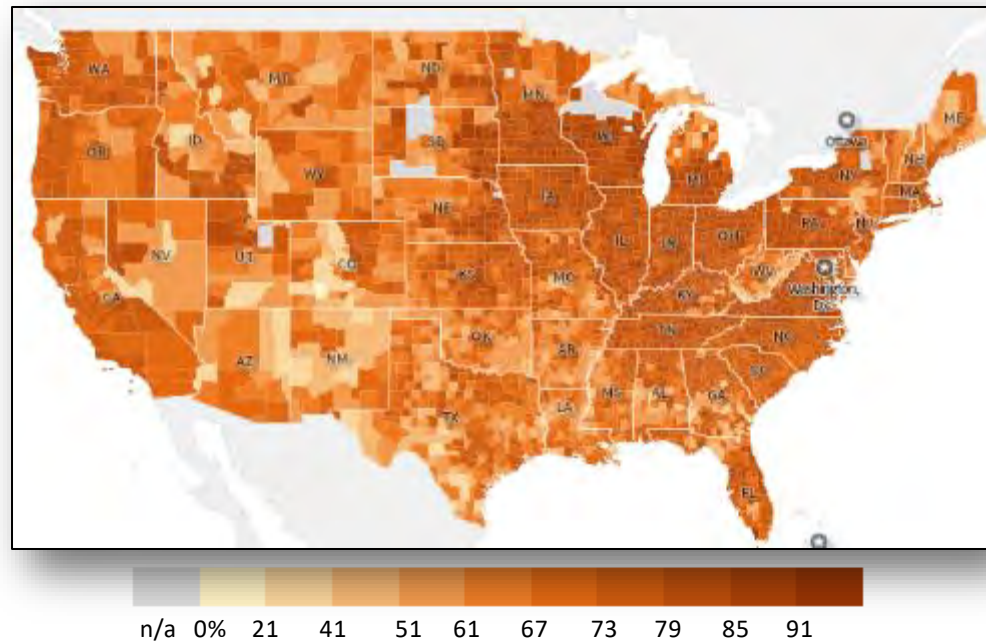 WA
MT
ND
MN
ME
OR
ID
SD
WI
Ottawa
NH
WY
MI
NY
MA
NE
IA
PA
NJ
NV
UT
CO
IL
IN
OH
CA
KS
MO
WV
Washington,
KY
DC
AZ
NM
OK
AR
TN
NC
SC
TX
LA
MS
AL
GA
FL
n/a 0% 21 41 51 61 67 73 79 85 91